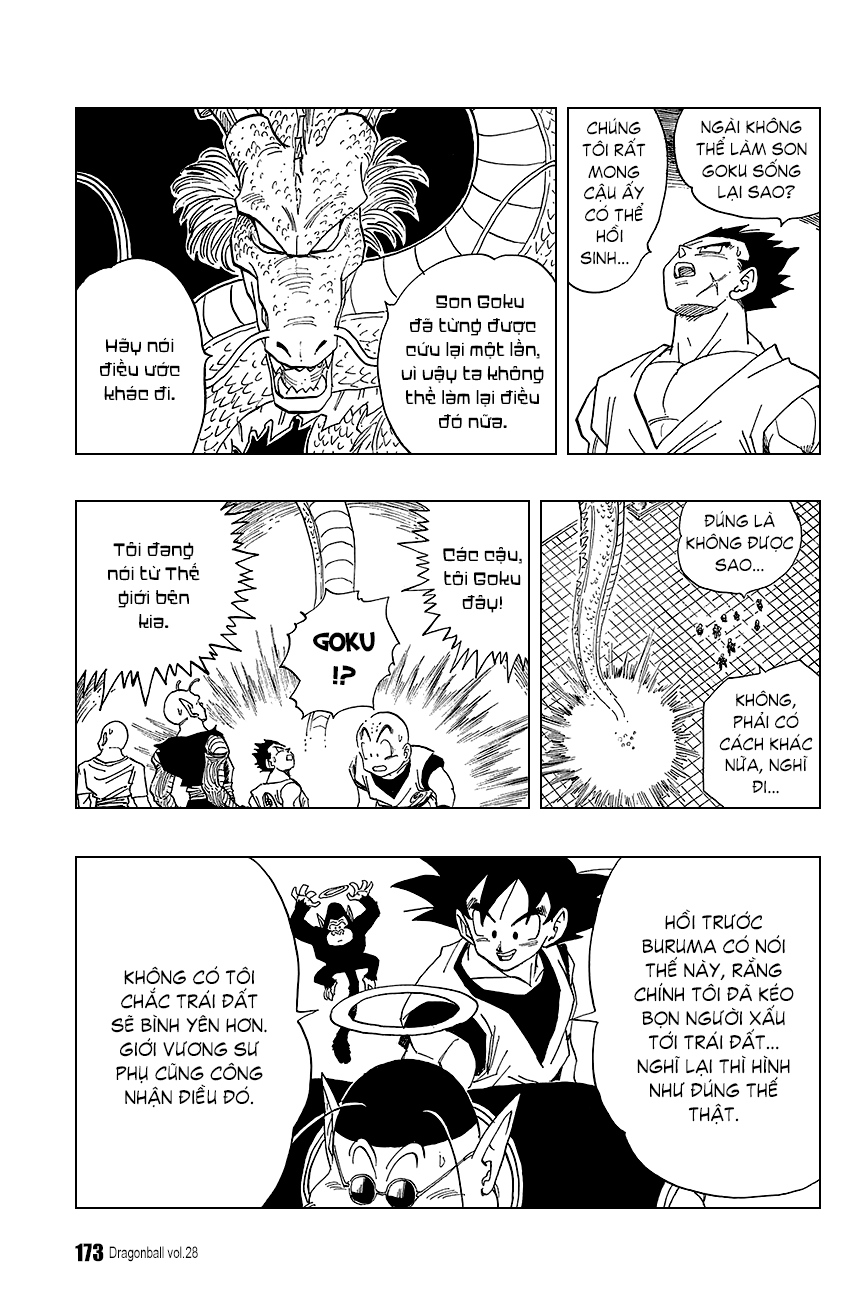 NGÀI KHÔNG
THỂ LÀM SON
GOKU SỐNG
LẠI SAO?
CHÚNG
TÔI RẤT
MONG
CẬU ẤY
CÓ THỂ
HỒI
SINH...
Son Goku
đã từng được
cứu lại một lần,
vì vậy ta không
thể làm lại điều
đó nữa.
Hãy nói
điều ước
khác đi.
ĐÚNG LÀ
KHÔNG ĐƯỢC
SAO...
KHÔNG,
PHẢI CÓ
CÁCH KHÁC
NỮA, NGHĨ
ĐI...
Các cậu,
tôi Goku
đây!
GOKU
!?
Tôi đang
nói từ Thế
giới bên
kia.
HỒI TRƯỚC
BURUMA CÓ NÓI
THẾ NÀY, RẰNG
CHÍNH TÔI ĐÃ KÉO
BỌN NGƯỜI XẤU
TỚI TRÁI ĐẤT...
NGHĨ LẠI THÌ HÌNH
NHƯ ĐÚNG THẾ
THẬT.
KHÔNG CÓ TÔI
CHẮC TRÁI ĐẤT
SẼ BÌNH YÊN HƠN.
GIỚI VƯƠNG SƯ
PHỤ CŨNG CÔNG
NHẬN ĐIỀU ĐÓ.
173 Dragonball vol.28